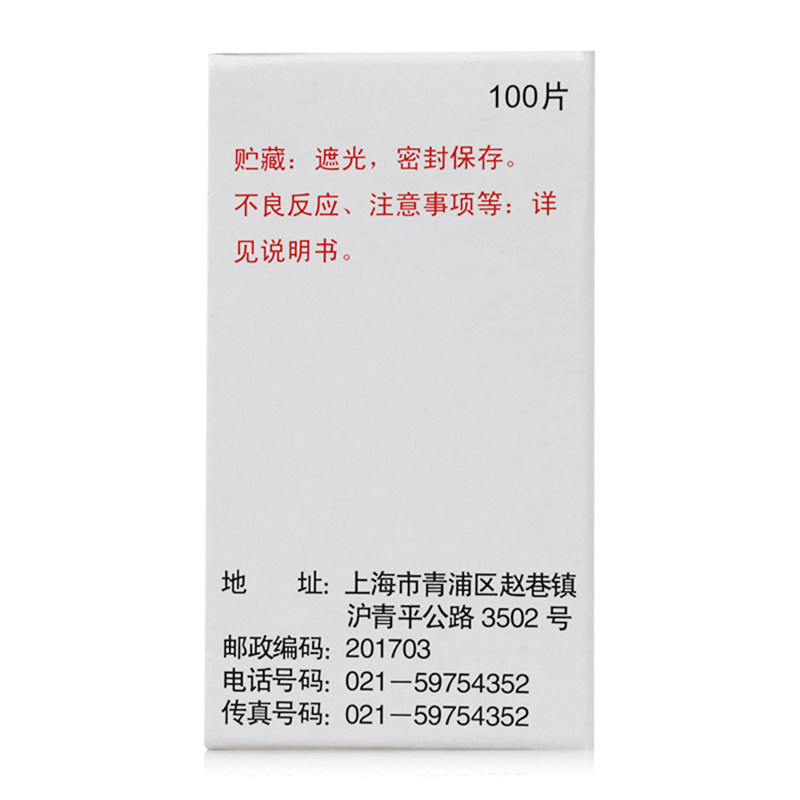 100片
贮藏：遮光，密封保存。
不良反应、注意事项等：详
见说明书。
地　　址：上海市青浦区赵巷镇
沪青平公路 3502 号
邮政编码：201703
电话号码：021－59754352
传真号码：021－59754352